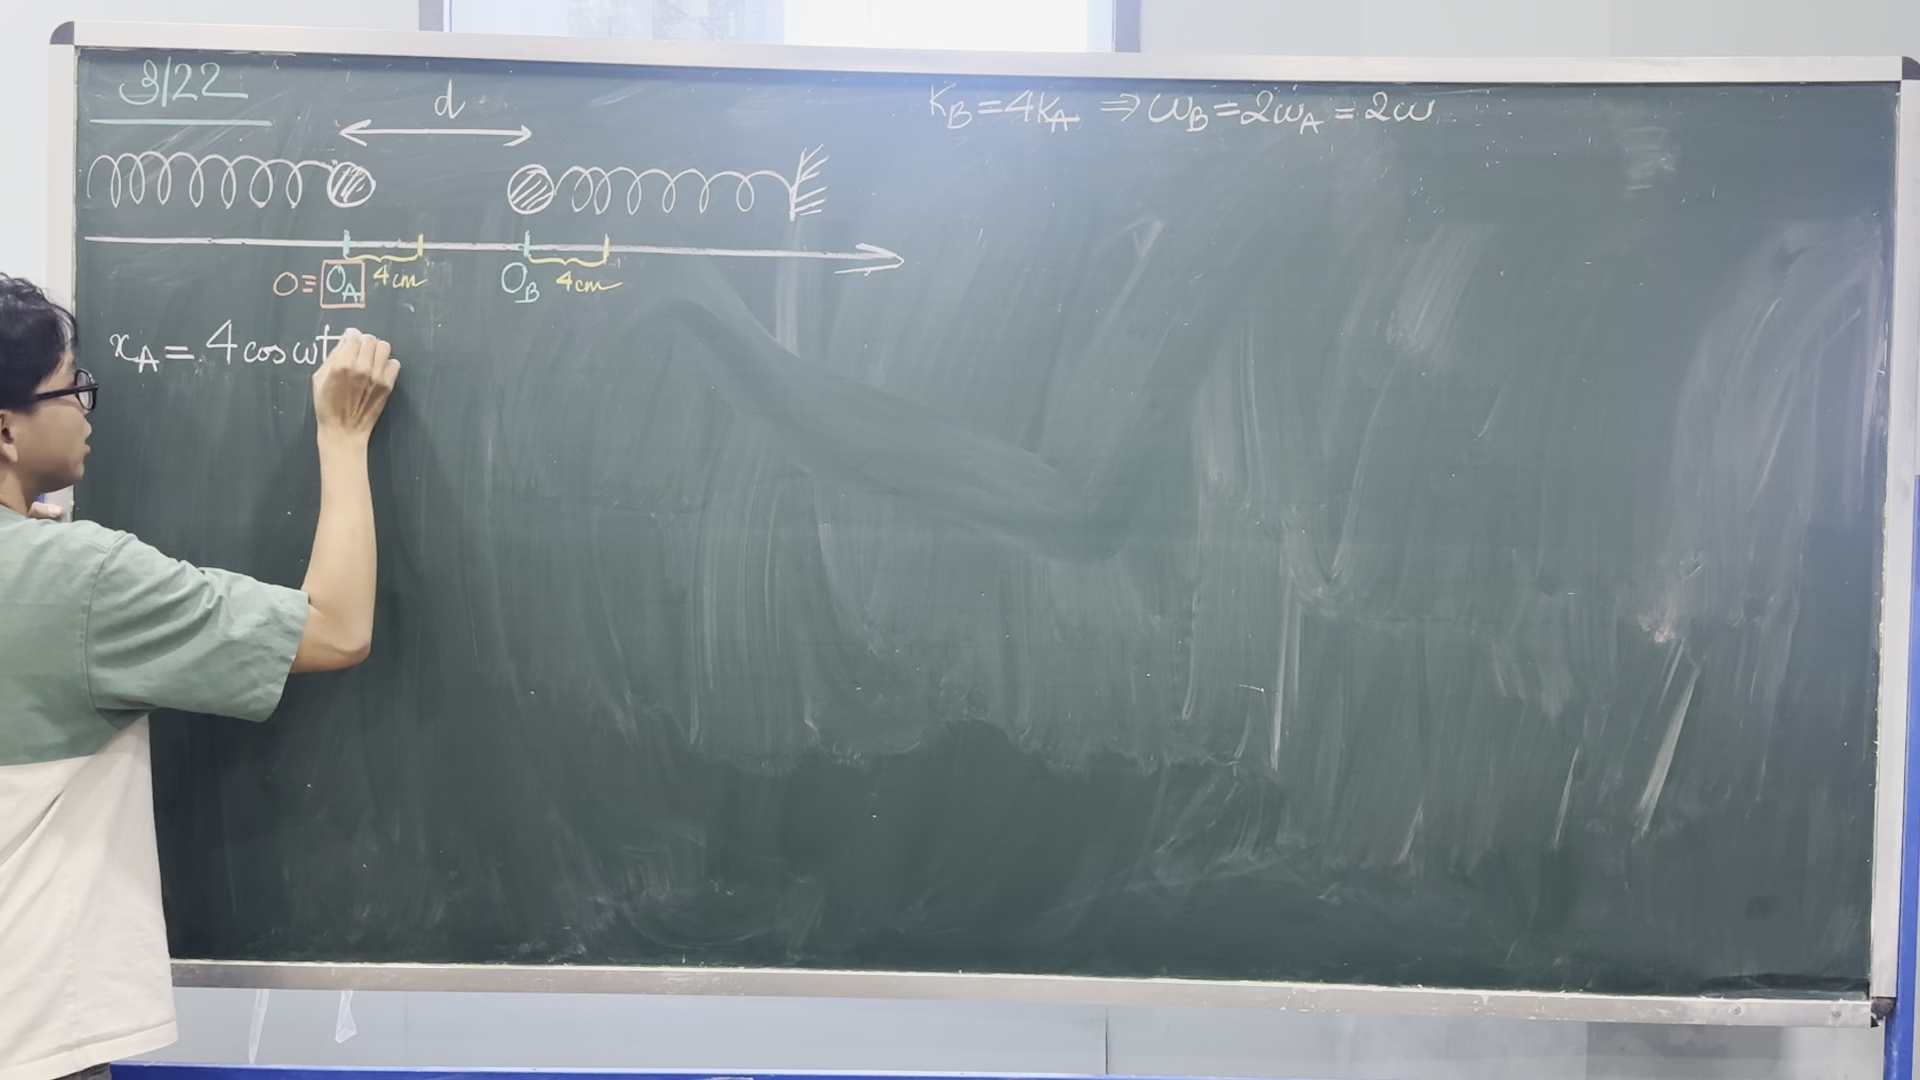 3/22
d
K_B = 4K_A ⇒ ω_B = 2ω_A = 2ω
O ≡ O_A 4cm O_B 4cm
x_A = 4 cos ωt